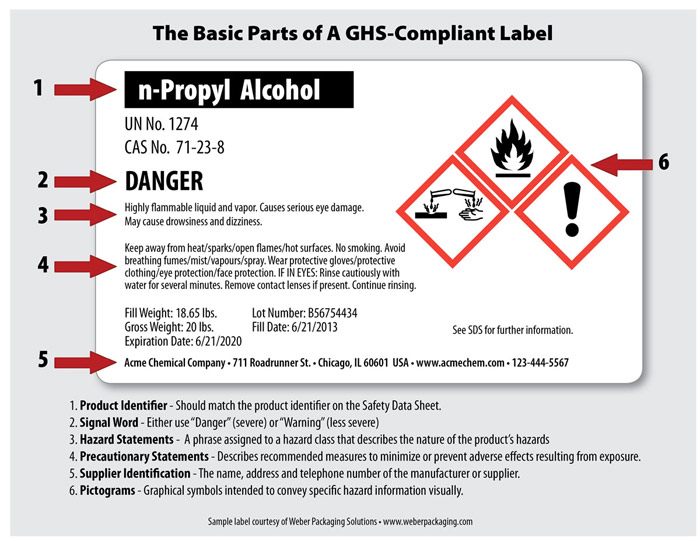 The Basic Parts of A GHS-Compliant Label
1
n-Propyl Alcohol
UN No. 1274
CAS No. 71-23-8
2
DANGER
3
Highly flammable liquid and vapor. Causes serious eye damage.
May cause drowsiness and dizziness.
6
4
Keep away from heat/sparks/open flames/hot surfaces. No smoking. Avoid
breathing fumes/mist/vapours/spray. Wear protective gloves/protective
clothing/eye protection/face protection. IF IN EYES: Rinse cautiously with
water for several minutes. Remove contact lenses if present. Continue rinsing.
Fill Weight: 18.65 lbs. Lot Number: B56754434
Gross Weight: 20 lbs. Fill Date: 6/21/2013
Expiration Date: 6/21/2020
See SDS for further information.
5
Acme Chemical Company • 711 Roadrunner St. • Chicago, IL 60601 USA • www.acmechem.com • 123-444-5567
1. Product Identifier - Should match the product identifier on the Safety Data Sheet.
2. Signal Word - Either use "Danger" (severe) or "Warning" (less severe)
3. Hazard Statements - A phrase assigned to a hazard class that describes the nature of the product's hazards
4. Precautionary Statements - Describes recommended measures to minimize or prevent adverse effects resulting from exposure.
5. Supplier Identification - The name, address and telephone number of the manufacturer or supplier.
6. Pictograms - Graphical symbols intended to convey specific hazard information visually.
Sample label courtesy of Weber Packaging Solutions • www.weberpackaging.com